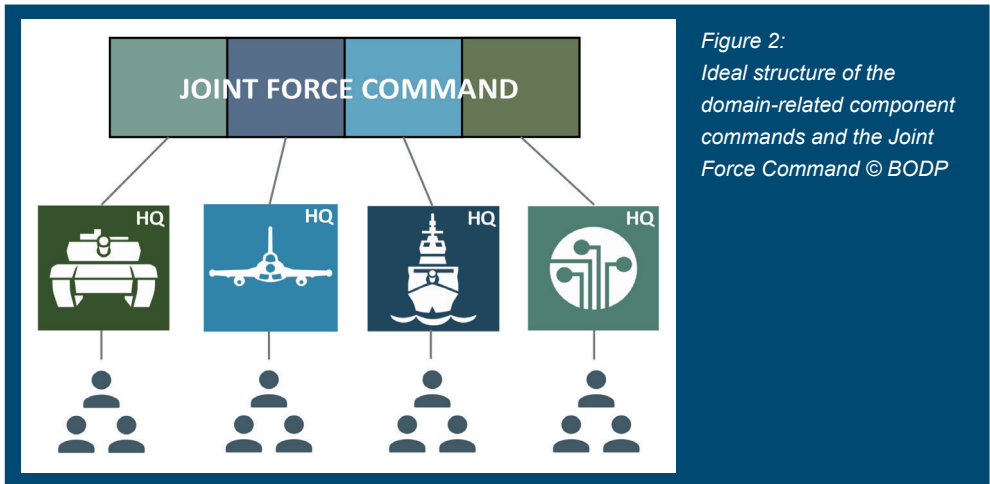 JOINT FORCE COMMAND
HQ
HQ
HQ
HQ
Figure 2:
Ideal structure of the
domain-related component
commands and the Joint
Force Command © BODP